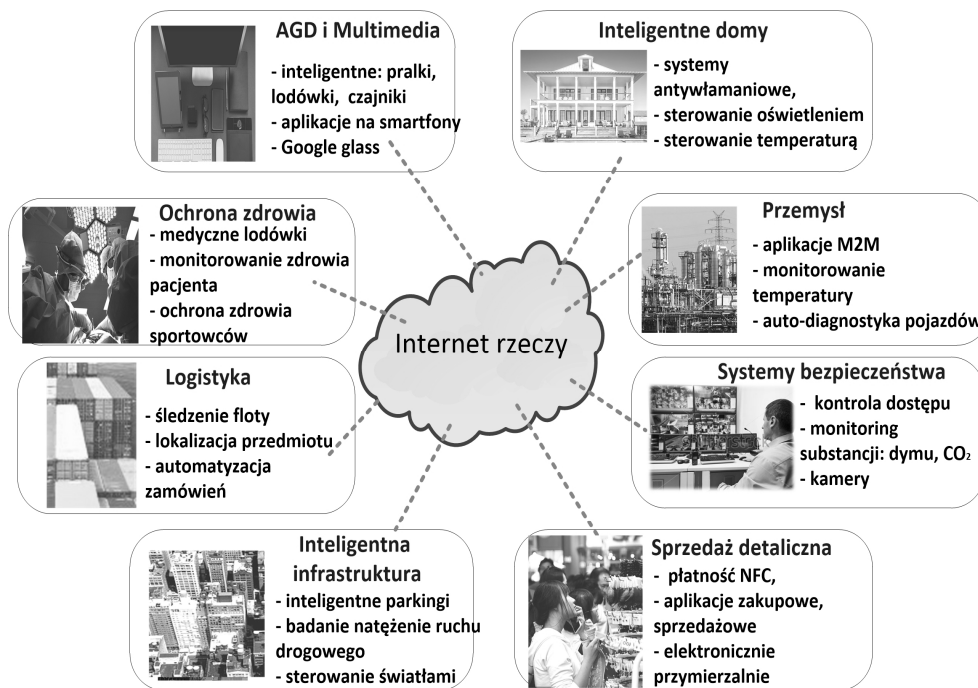 AGD i Multimedia
- inteligentne: pralki,
lodówki, czajniki
- aplikacje na smartfony
- Google glass
Inteligentne domy
- systemy
antywłamaniowe,
- sterowanie oświetleniem
- sterowanie temperaturą
Ochrona zdrowia
- medyczne lodówki
- monitorowanie zdrowia
pacjenta
- ochrona zdrowia
sportowców
Przemysł
- aplikacje M2M
- monitorowanie
temperatury
- auto-diagnostyka pojazdów
Internet rzeczy
Logistyka
- śledzenie floty
- lokalizacja przedmiotu
- automatyzacja
zamówień
Systemy bezpieczeństwa
- kontrola dostępu
- monitoring
substancji: dymu, CO₂
- kamery
Inteligentna
infrastruktura
- inteligentne parkingi
- badanie natężenie ruchu
drogowego
- sterowanie światłami
Sprzedaż detaliczna
- płatność NFC,
- aplikacje zakupowe,
sprzedażowe
- elektronicznie
przymierzalnie